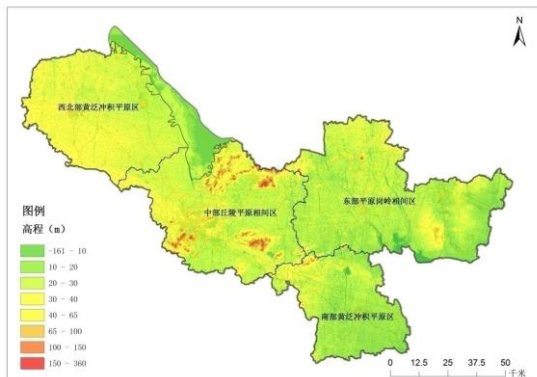 N
西北部黄泛冲积平原区
中部丘陵平原相间区
东部平原岗岭相间区
南部黄泛冲积平原区
图例
高程（m）
-161 - 10
10 - 20
20 - 30
30 - 40
40 - 65
65 - 100
100 - 150
150 - 360
0 12.5 25 37.5 50
千米